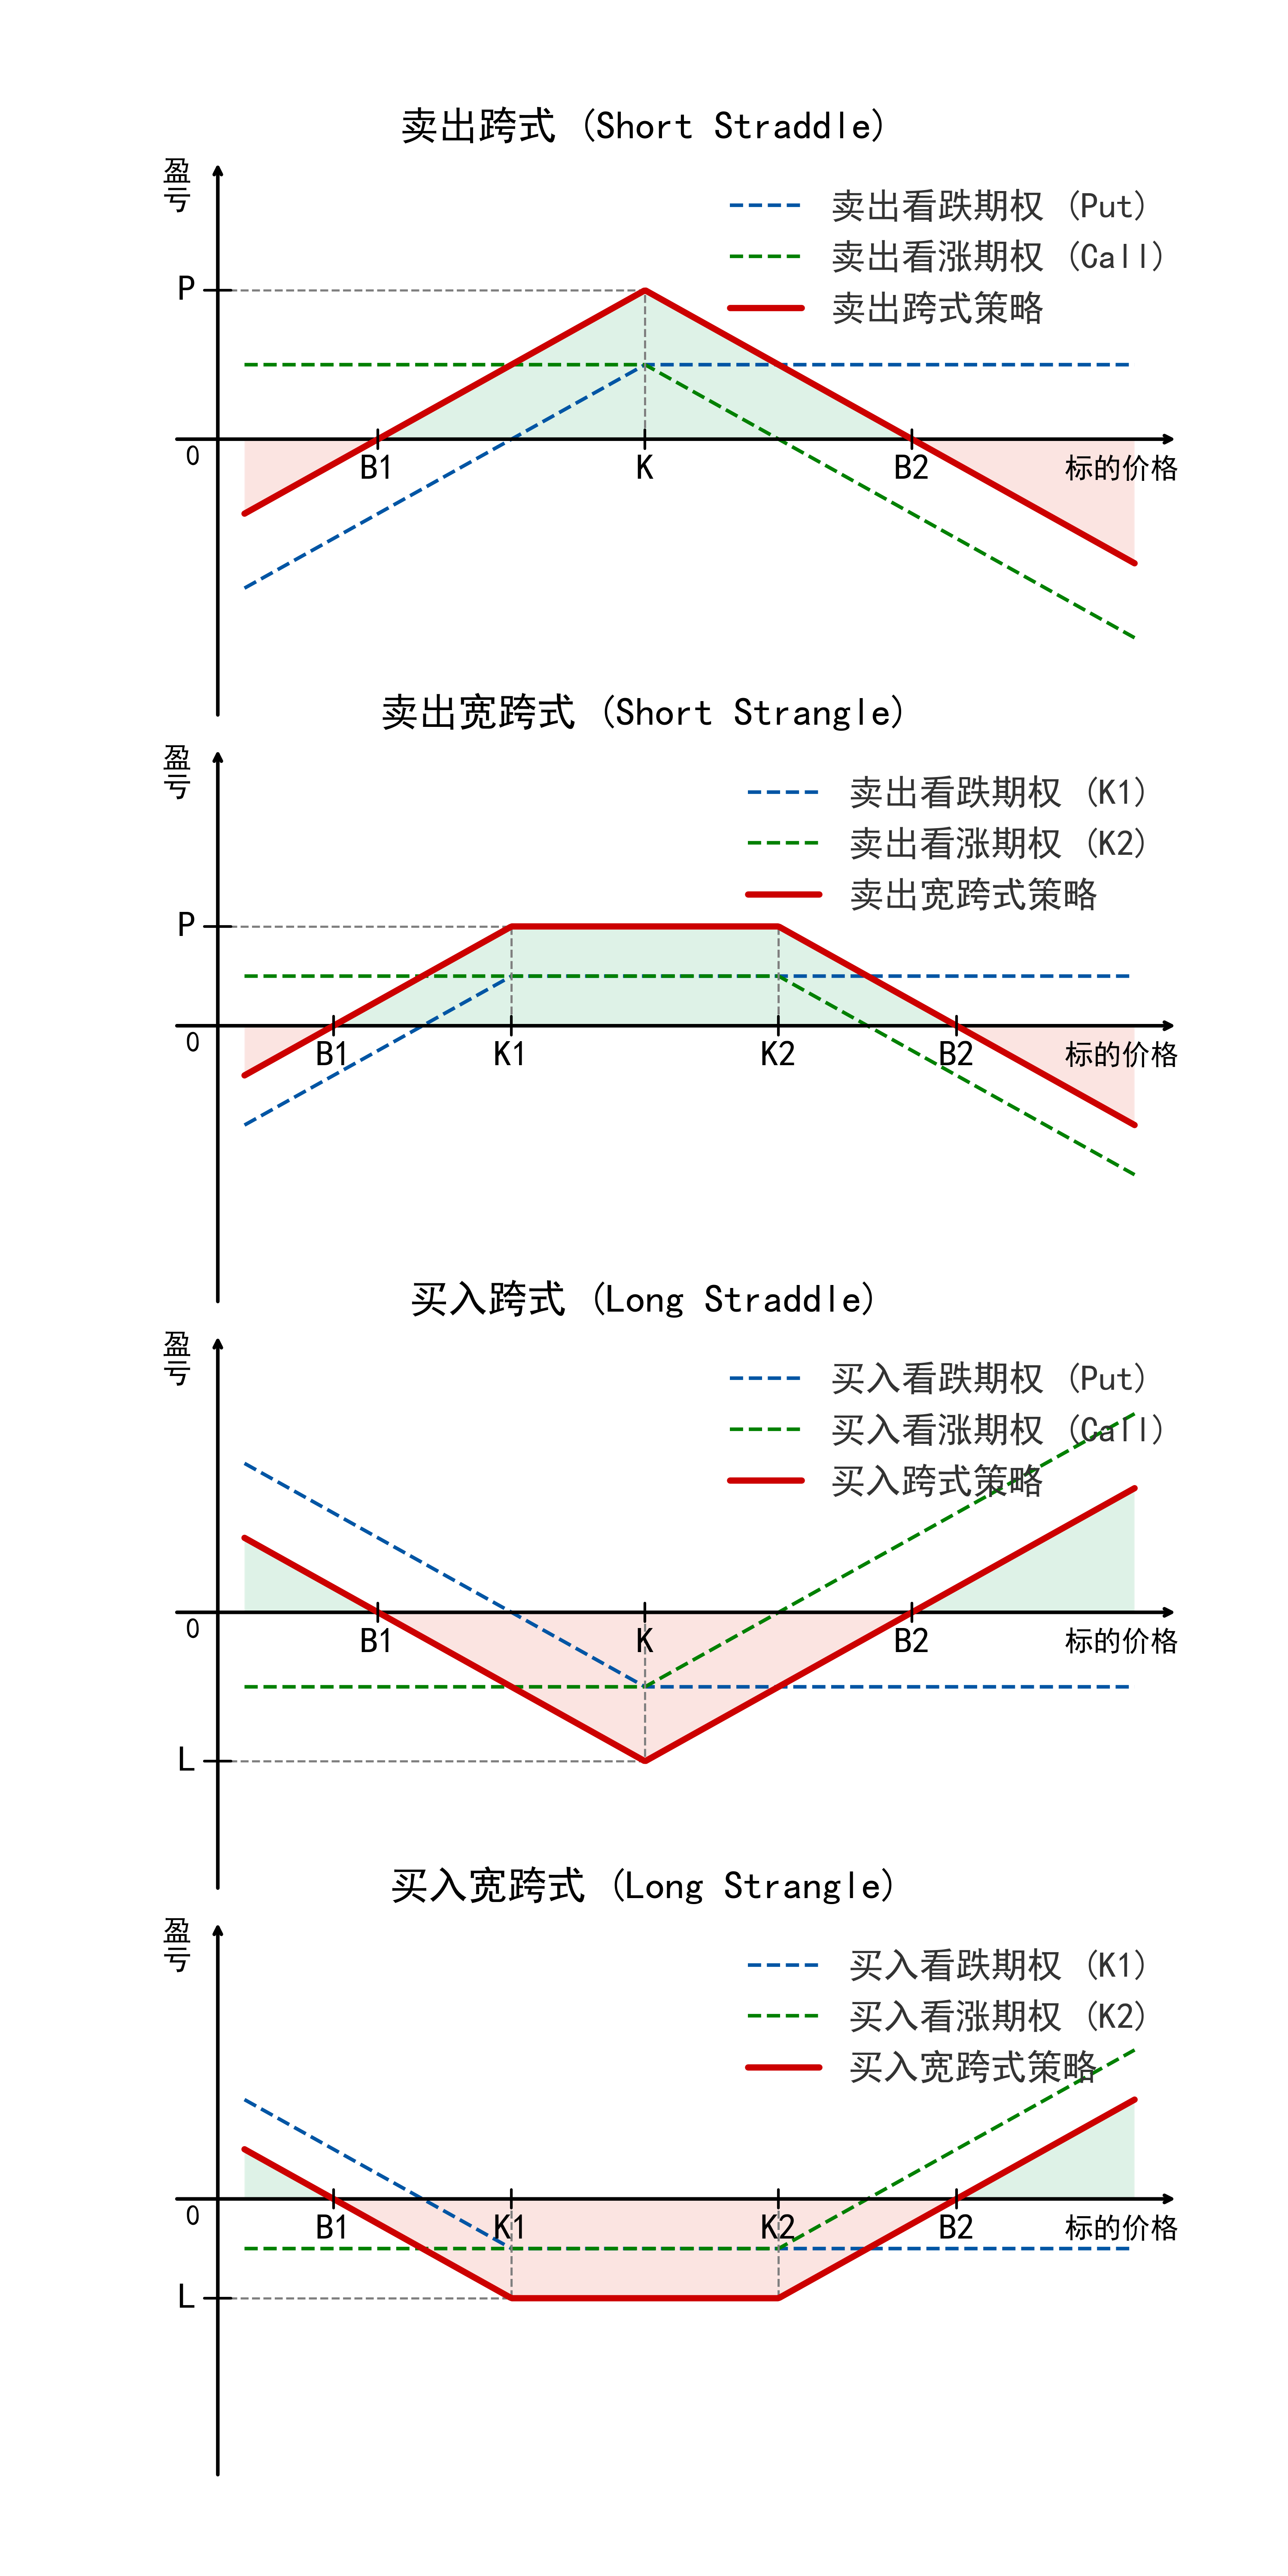 卖出跨式 (Short Straddle)
盈
亏
卖出看跌期权 (Put)
卖出看涨期权 (Call)
卖出跨式策略
P
0
B1
K
B2
标的价格
卖出宽跨式 (Short Strangle)
盈
亏
卖出看跌期权 (K1)
卖出看涨期权 (K2)
卖出宽跨式策略
P
0
B1
K1
K2
B2
标的价格
买入跨式 (Long Straddle)
盈
亏
买入看跌期权 (Put)
买入看涨期权 (Call)
买入跨式策略
0
B1
K
B2
标的价格
L
买入宽跨式 (Long Strangle)
盈
亏
买入看跌期权 (K1)
买入看涨期权 (K2)
买入宽跨式策略
0
B1
K1
K2
B2
标的价格
L